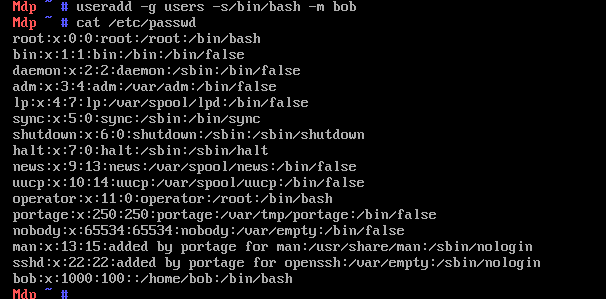 Mdp ~ # useradd -g users -s/bin/bash -m bob
Mdp ~ # cat /etc/passwd
root:x:0:0:root:/root:/bin/bash
bin:x:1:1:bin:/bin:/bin/false
daemon:x:2:2:daemon:/sbin:/bin/false
adm:x:3:4:adm:/var/adm:/bin/false
lp:x:4:7:lp:/var/spool/lpd:/bin/false
sync:x:5:0:sync:/sbin:/bin/sync
shutdown:x:6:0:shutdown:/sbin:/sbin/shutdown
halt:x:7:0:halt:/sbin:/sbin/halt
news:x:9:13:news:/var/spool/news:/bin/false
uucp:x:10:14:uucp:/var/spool/uucp:/bin/false
operator:x:11:0:operator:/root:/bin/bash
portage:x:250:250:portage:/var/tmp/portage:/bin/false
nobody:x:65534:65534:nobody:/var/empty:/bin/false
man:x:13:15:added by portage for man:/usr/share/man:/sbin/nologin
sshd:x:22:22:added by portage for openssh:/var/empty:/sbin/nologin
bob:x:1000:100::/home/bob:/bin/bash
Mdp ~ #